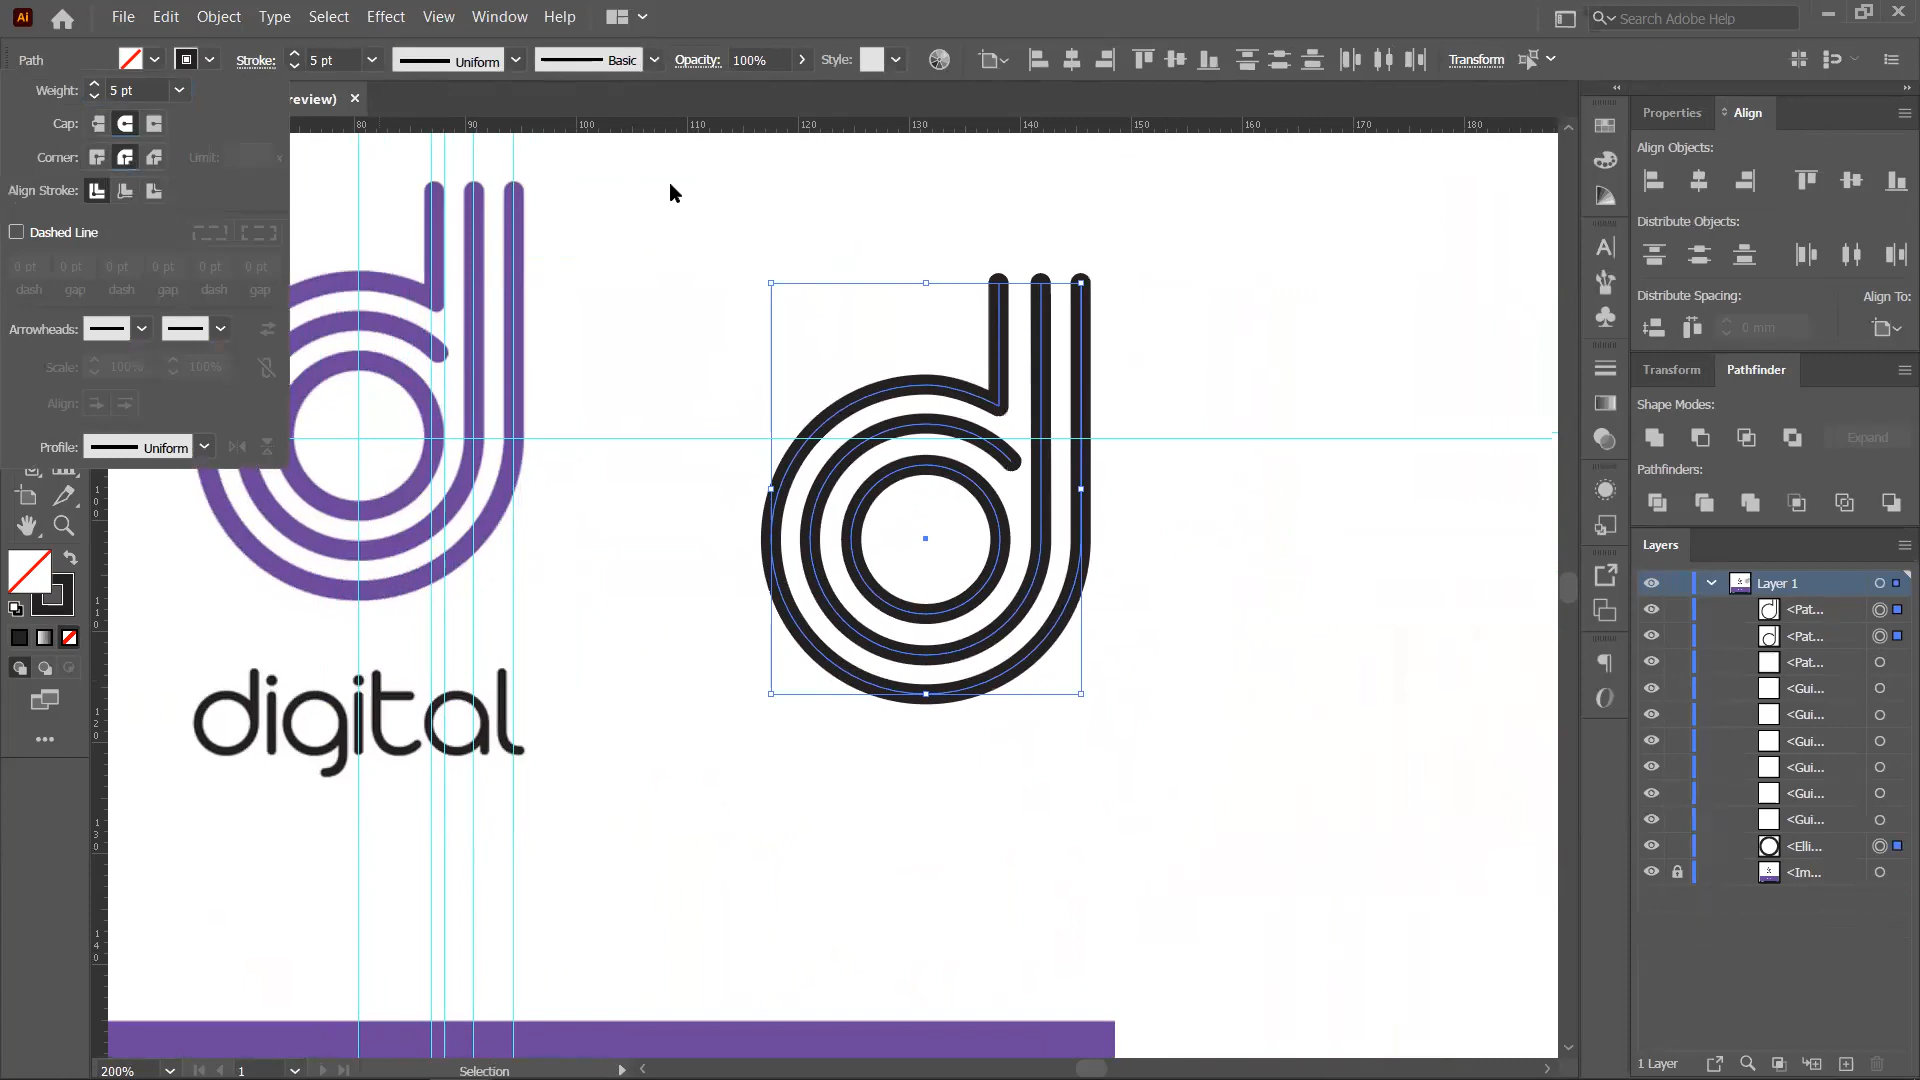 Ai File Edit Object Type Select Effect View Window Help Search Adobe Help
Path Stroke: 5 pt Uniform Basic Opacity: 100% Style: Transform
Weight: 5 pt
review) ×
Cap:
Corner: Limit: x
Align Stroke:
Dashed Line
0 pt 0 pt 0 pt 0 pt 0 pt 0 pt
dash gap dash gap dash gap
Arrowheads:
Scale: 100% 100%
Align:
Profile: Uniform
80 90 100 110 120 130 140 150 160 170 180
digital
Properties Align
Align Objects:
Distribute Objects:
Distribute Spacing: Align To:
0 mm
Transform Pathfinder
Shape Modes:
Expand
Pathfinders:
Layers
Layer 1
<Pat...
<Pat...
<Pat...
<Gui...
<Gui...
<Gui...
<Gui...
<Gui...
<Gui...
<Elli...
<Im...
1 Layer
200% 1 Selection